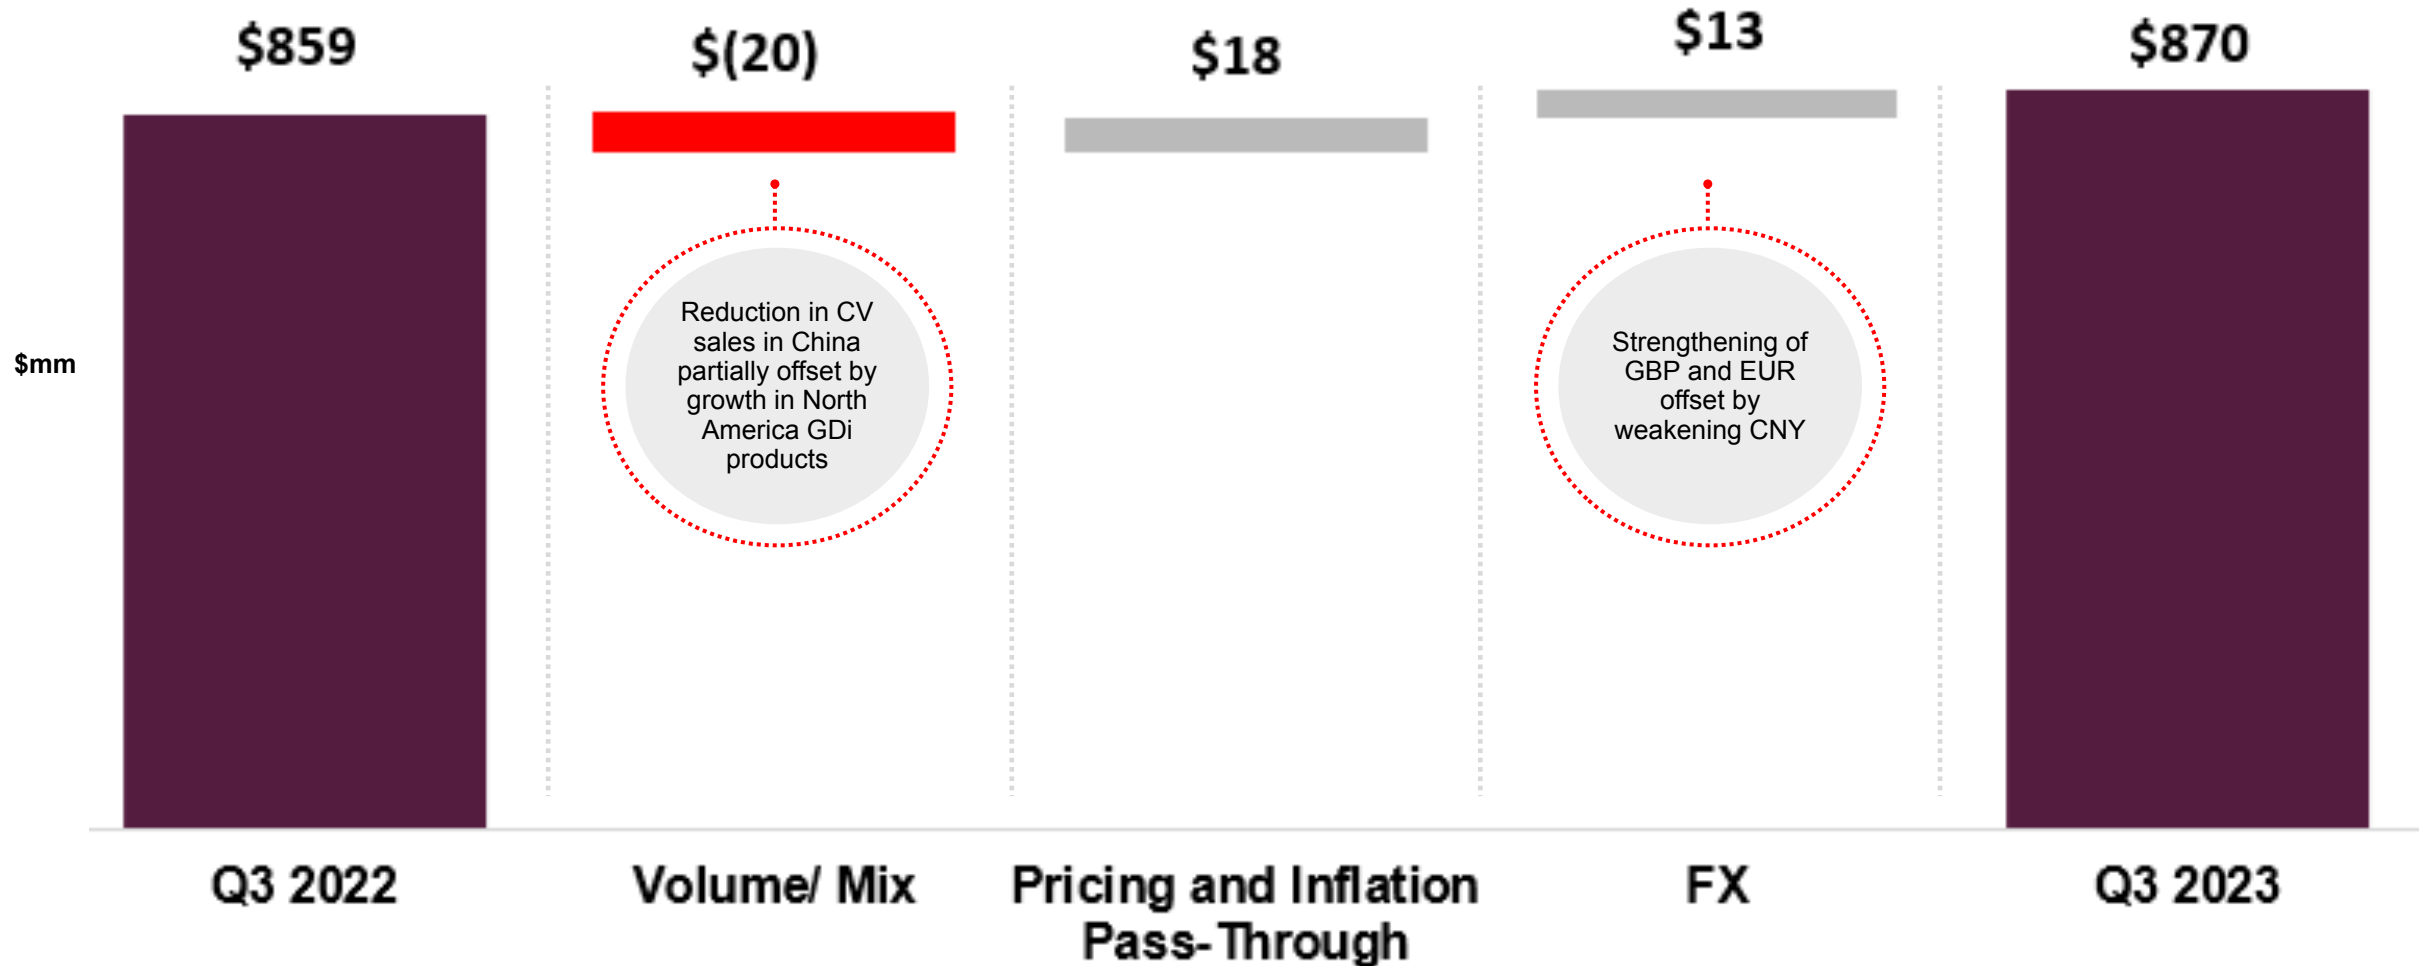 $859
$(20)
$18
$13
$870
$mm
Reduction in CV
sales in China
partially offset by
growth in North
America GDi
products
Strengthening of
GBP and EUR
offset by
weakening CNY
Q3 2022
Volume/ Mix
Pricing and Inflation
Pass-Through
FX
Q3 2023